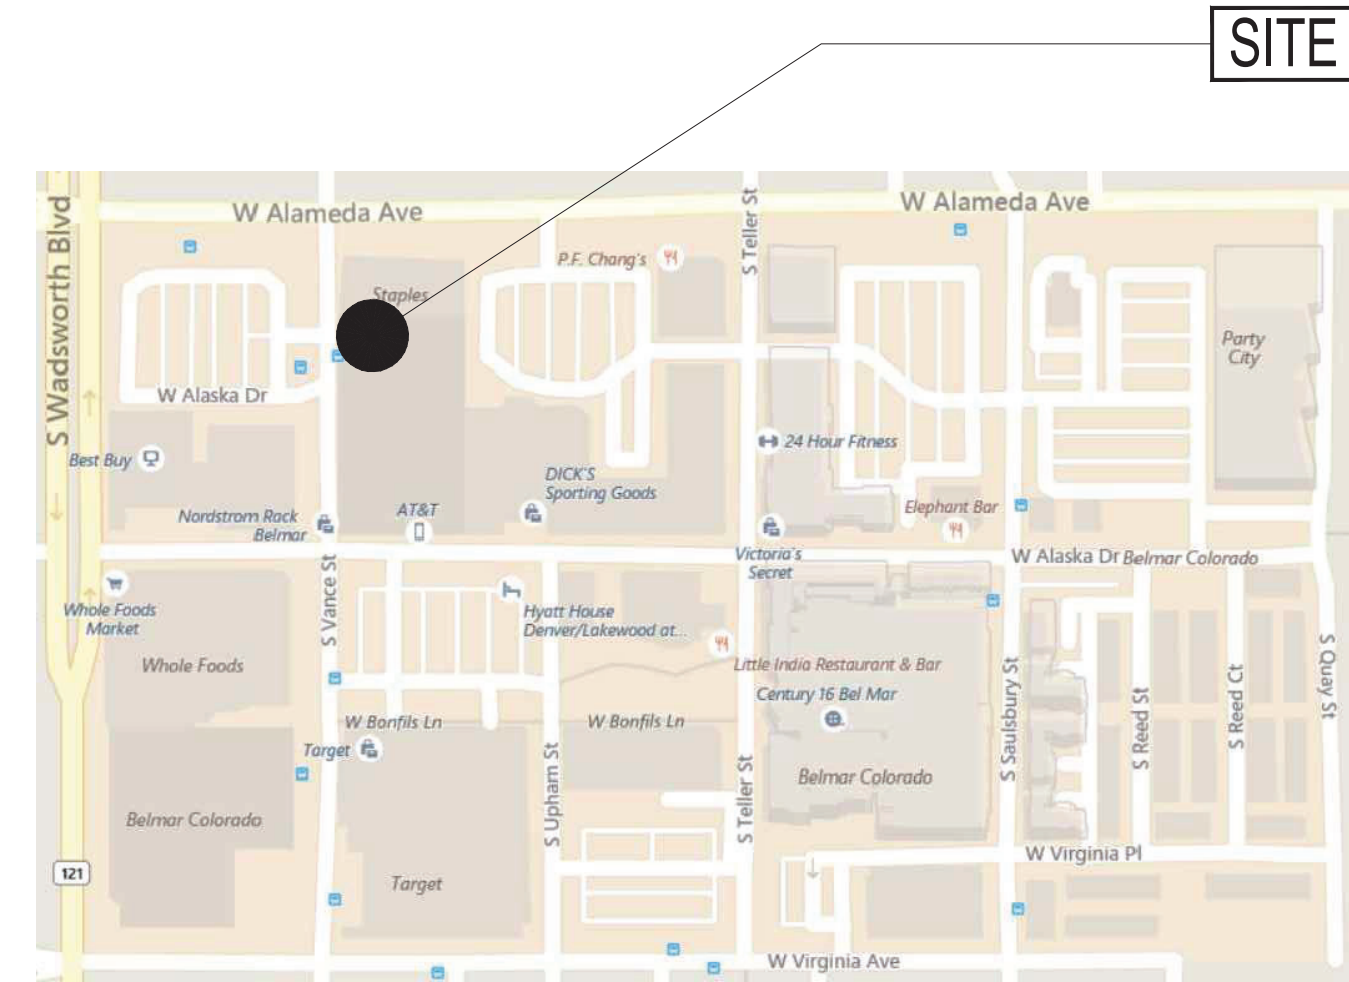 SITE
W Alameda Ave
W Alameda Ave
S Wadsworth Blvd
S Teller St
P.F. Chang's
Staples
Party
City
W Alaska Dr
24 Hour Fitness
Best Buy
DICK'S
Sporting Goods
Nordstrom Rack
Belmar
AT&T
Elephant Bar
Victoria's
Secret
W Alaska Dr
Belmar Colorado
S Vance St
Whole Foods
Market
Hyatt House
Denver/Lakewood at...
Whole Foods
Little India Restaurant & Bar
Century 16 Bel Mar
S Quay St
S Saulsbury St
S Reed St
S Reed Ct
W Bonfils Ln
W Bonfils Ln
Target
S Upham St
S Teller St
Belmar Colorado
Belmar Colorado
W Virginia Pl
121
Target
W Virginia Ave